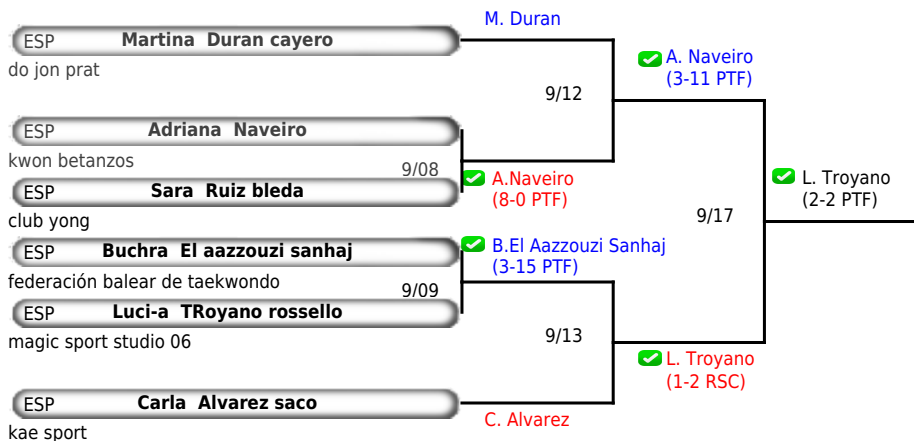 M. Duran
ESP Martina Duran cayero
do jon prat
A. Naveiro
(3-11 PTF)
9/12
ESP Adriana Naveiro
kwon betanzos
9/08
A.Naveiro
(8-0 PTF)
ESP Sara Ruiz bleda
club yong
L. Troyano
(2-2 PTF)
9/17
ESP Buchra El aazzouzi sanhaj
federación balear de taekwondo
B.El Aazzouzi Sanhaj
(3-15 PTF)
9/09
ESP Luci-a TRoyano rossello
magic sport studio 06
9/13
L. Troyano
(1-2 RSC)
ESP Carla Alvarez saco
kae sport
C. Alvarez